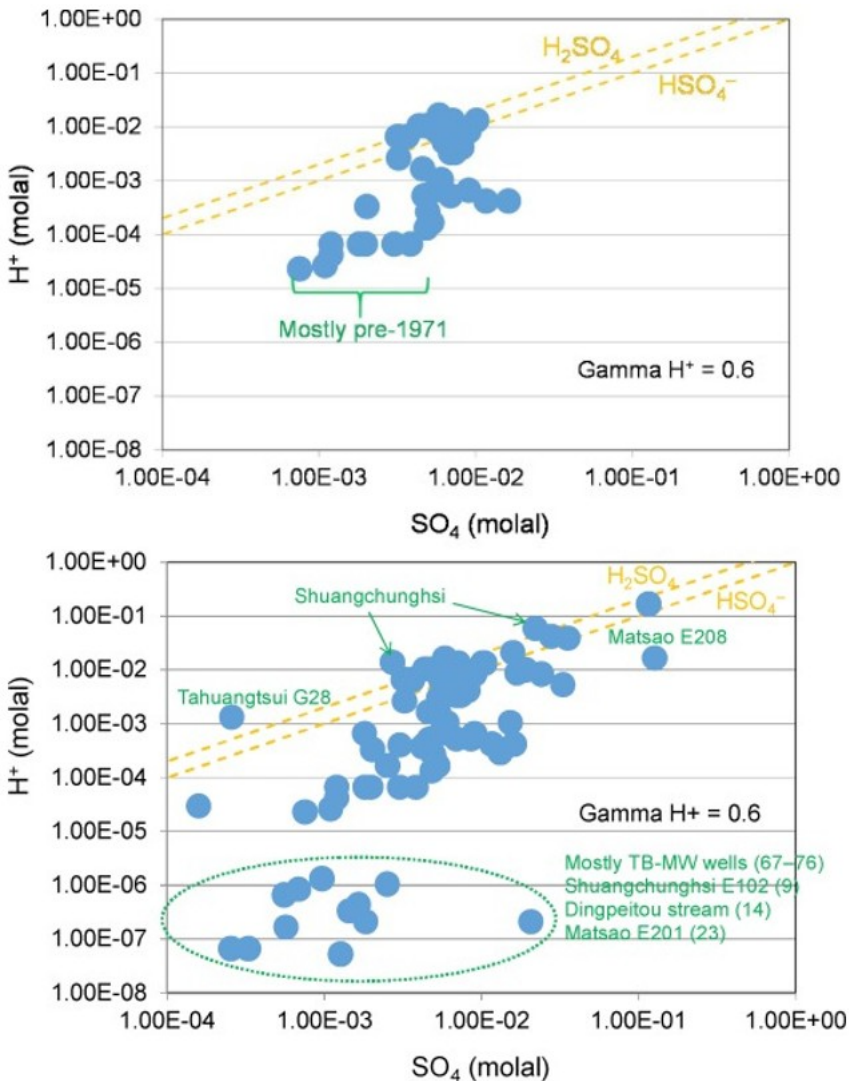 1.00E+00
1.00E-01
1.00E-02
1.00E-03
1.00E-04
1.00E-05
1.00E-06
1.00E-07
1.00E-08
H⁺ (molal)
H₂SO₄
HSO₄⁻
Mostly pre-1971
Gamma H⁺ = 0.6
1.00E-04 1.00E-03 1.00E-02 1.00E-01 1.00E+00
SO₄ (molal)
1.00E+00
1.00E-01
1.00E-02
1.00E-03
1.00E-04
1.00E-05
1.00E-06
1.00E-07
1.00E-08
H⁺ (molal)
H₂SO₄
HSO₄⁻
Shuangchunghsi
Matsao E208
Tahuangtsui G28
Gamma H+ = 0.6
Mostly TB-MW wells (67–76)
Shuangchunghsi E102 (9)
Dingpeitou stream (14)
Matsao E201 (23)
1.00E-04 1.00E-03 1.00E-02 1.00E-01 1.00E+00
SO₄ (molal)